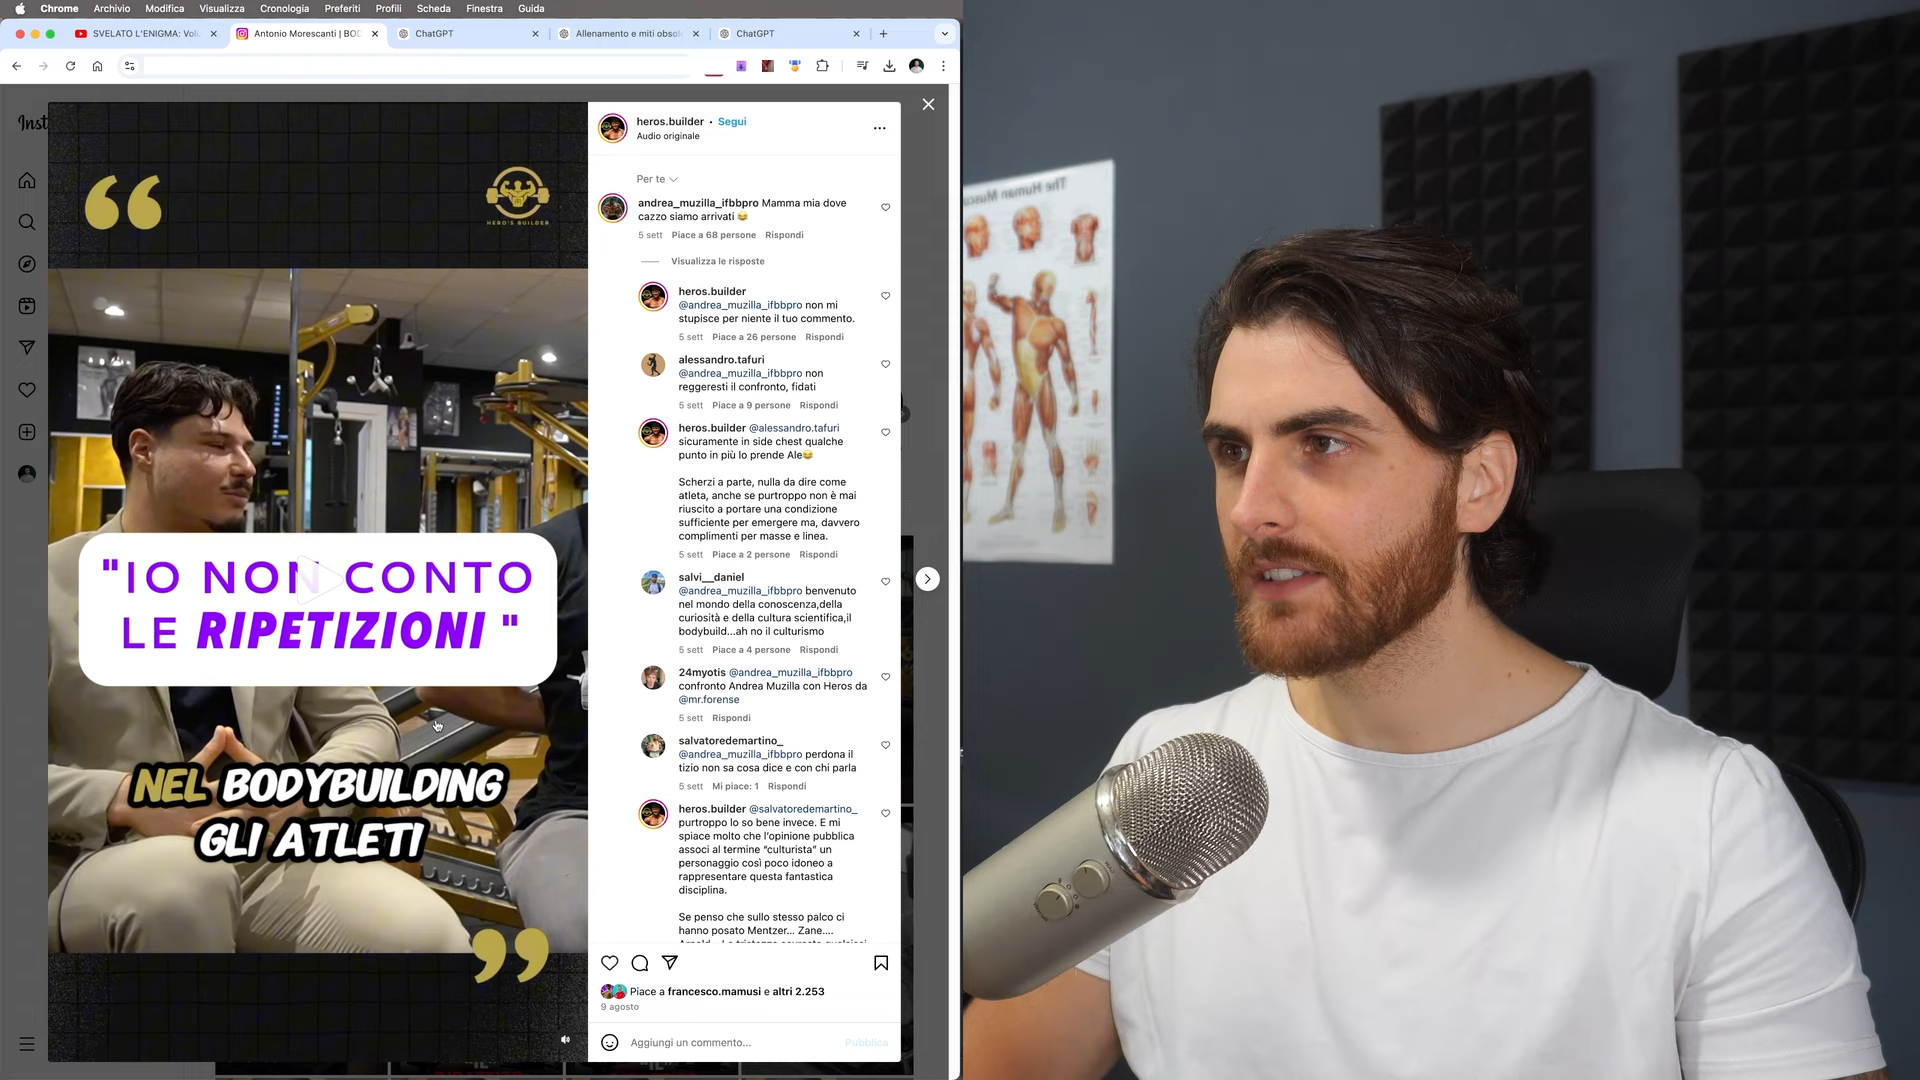 Chrome Archivio Modifica Visualizza Cronologia Preferiti Profili Scheda Finestra Guida
SVELATO L'ENIGMA: Volu
Antonio Morescanti | BOD
ChatGPT
Allenamento e miti obsol
ChatGPT
Inst
HERO'S BUILDER
"IO NON CONTO
LE RIPETIZIONI "
NEL BODYBUILDING
GLI ATLETI
heros.builder • Segui
Audio originale
Per te
andrea_muzilla_ifbbpro Mamma mia dove
cazzo siamo arrivati 😂
5 sett Piace a 68 persone Rispondi
Visualizza le risposte
heros.builder
@andrea_muzilla_ifbbpro non mi
stupisce per niente il tuo commento.
5 sett Piace a 26 persone Rispondi
alessandro.tafuri
@andrea_muzilla_ifbbpro non
reggeresti il confronto, fidati
5 sett Piace a 9 persone Rispondi
heros.builder @alessandro.tafuri
sicuramente in side chest qualche
punto in più lo prende Ale😂
Scherzi a parte, nulla da dire come
atleta, anche se purtroppo non è mai
riuscito a portare una condizione
sufficiente per emergere ma, davvero
complimenti per masse e linea.
5 sett Piace a 2 persone Rispondi
salvi__daniel
@andrea_muzilla_ifbbpro benvenuto
nel mondo della conoscenza,della
curiosità e della cultura scientifica,il
bodybuild...ah no il culturismo
5 sett Piace a 4 persone Rispondi
24myotis @andrea_muzilla_ifbbpro
confronto Andrea Muzilla con Heros da
@mr.forense
5 sett Rispondi
salvatoredemartino_
@andrea_muzilla_ifbbpro perdona il
tizio non sa cosa dice e con chi parla
5 sett Mi piace: 1 Rispondi
heros.builder @salvatoredemartino_
purtroppo lo so bene invece. E mi
spiace molto che l'opinione pubblica
associ al termine "culturista" un
personaggio così poco idoneo a
rappresentare questa fantastica
disciplina.
Se penso che sullo stesso palco ci
hanno posato Mentzer... Zane....
Piace a francesco.mamusi e altri 2.253
9 agosto
Aggiungi un commento... Pubblica
The Human Muscu